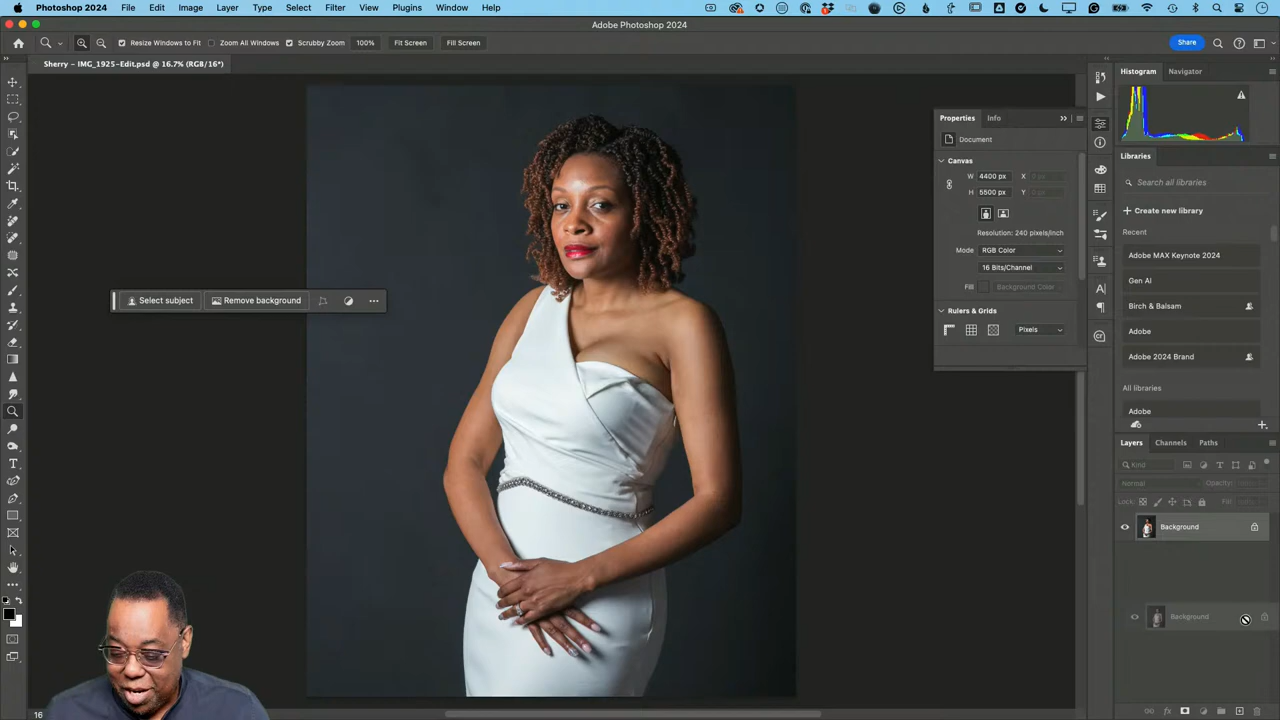 Photoshop 2024 File Edit Image Layer Type Select Filter View Plugins Window Help
Adobe Photoshop 2024
Resize Windows to Fit Zoom All Windows Scrubby Zoom 100% Fit Screen Fill Screen Share
Sherry – IMG_1925-Edit.psd @ 16.7% (RGB/16*)
Histogram Navigator
Properties Info
Document
Canvas
W 4400 px X 0 px
H 5500 px Y 0 px
Resolution: 240 pixels/inch
Mode RGB Color
16 Bits/Channel
Fill Background Color
Rulers & Grids
Pixels
Select subject Remove background
Libraries
Search all libraries
Create new library
Recent
Adobe MAX Keynote 2024
Gen AI
Birch & Balsam
Adobe
Adobe 2024 Brand
All libraries
Adobe
Layers Channels Paths
Kind
Normal Opacity:
Lock: Fill:
Background
Background
16